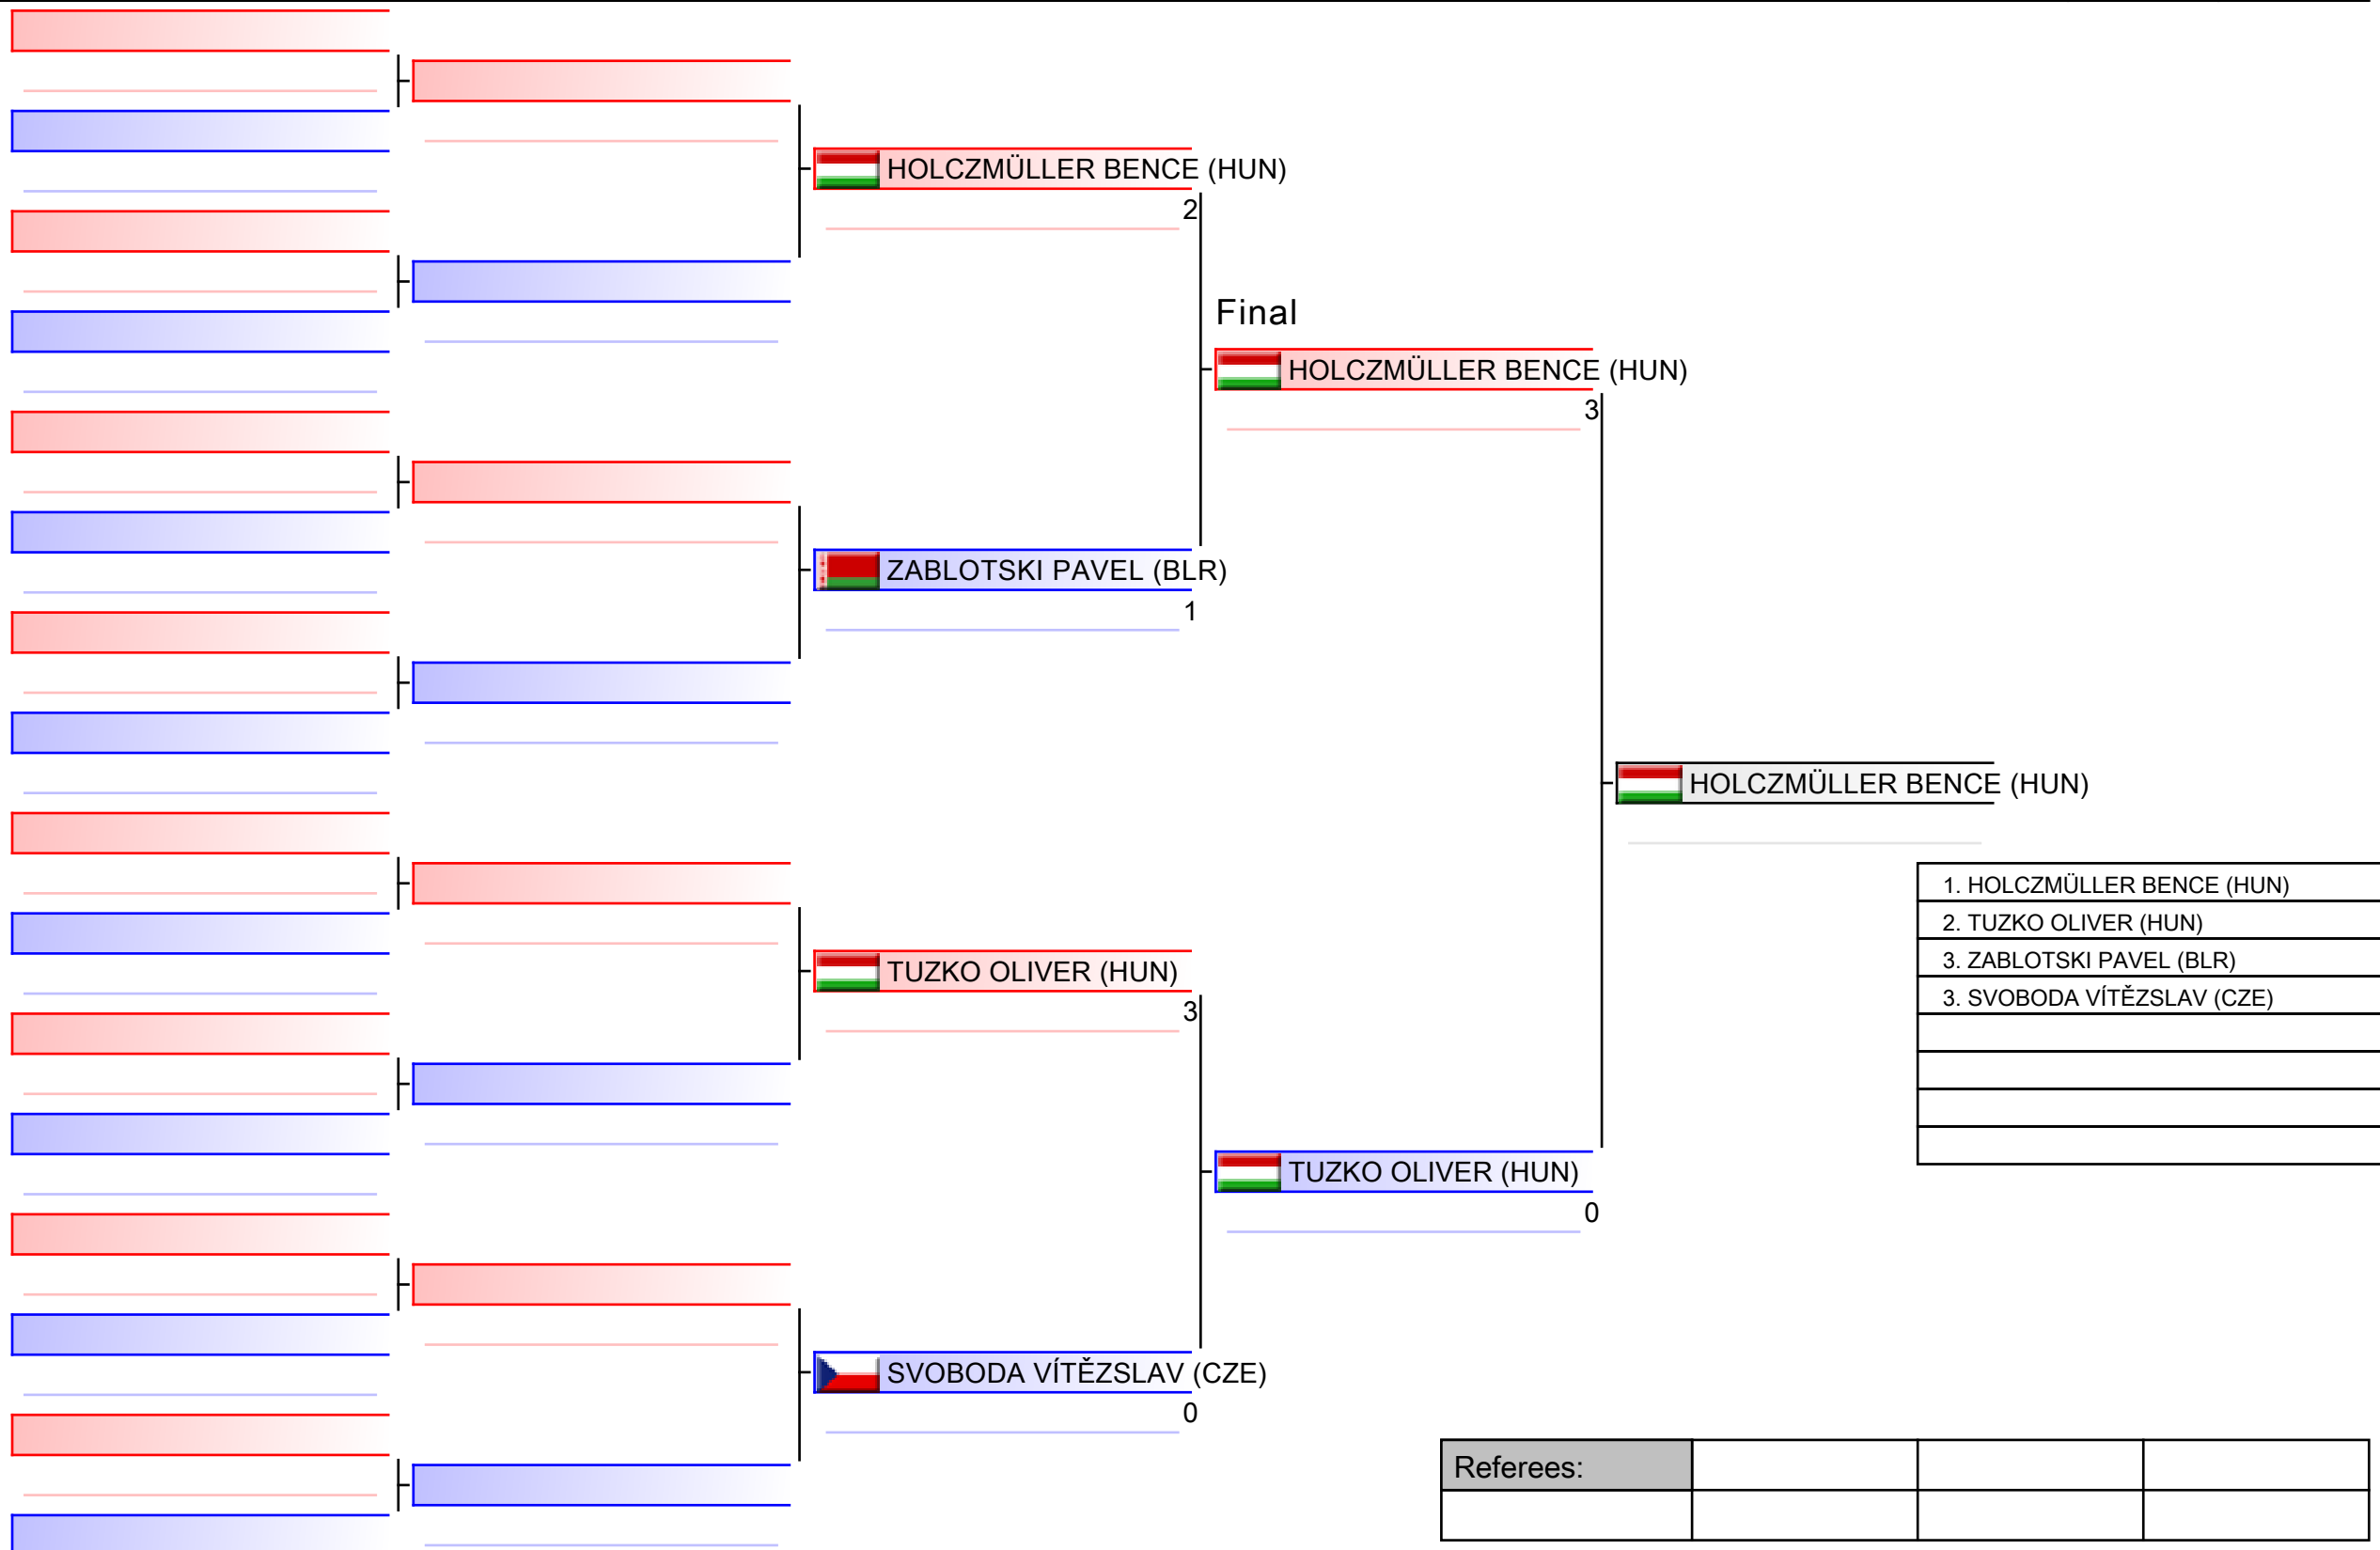 HOLCZMÜLLER BENCE (HUN)
2
Final
HOLCZMÜLLER BENCE (HUN)
3
ZABLOTSKI PAVEL (BLR)
1
HOLCZMÜLLER BENCE (HUN)
1. HOLCZMÜLLER BENCE (HUN)
2. TUZKO OLIVER (HUN)
3. ZABLOTSKI PAVEL (BLR)
3. SVOBODA VÍTĚZSLAV (CZE)
TUZKO OLIVER (HUN)
3
TUZKO OLIVER (HUN)
0
SVOBODA VÍTĚZSLAV (CZE)
0
Referees: